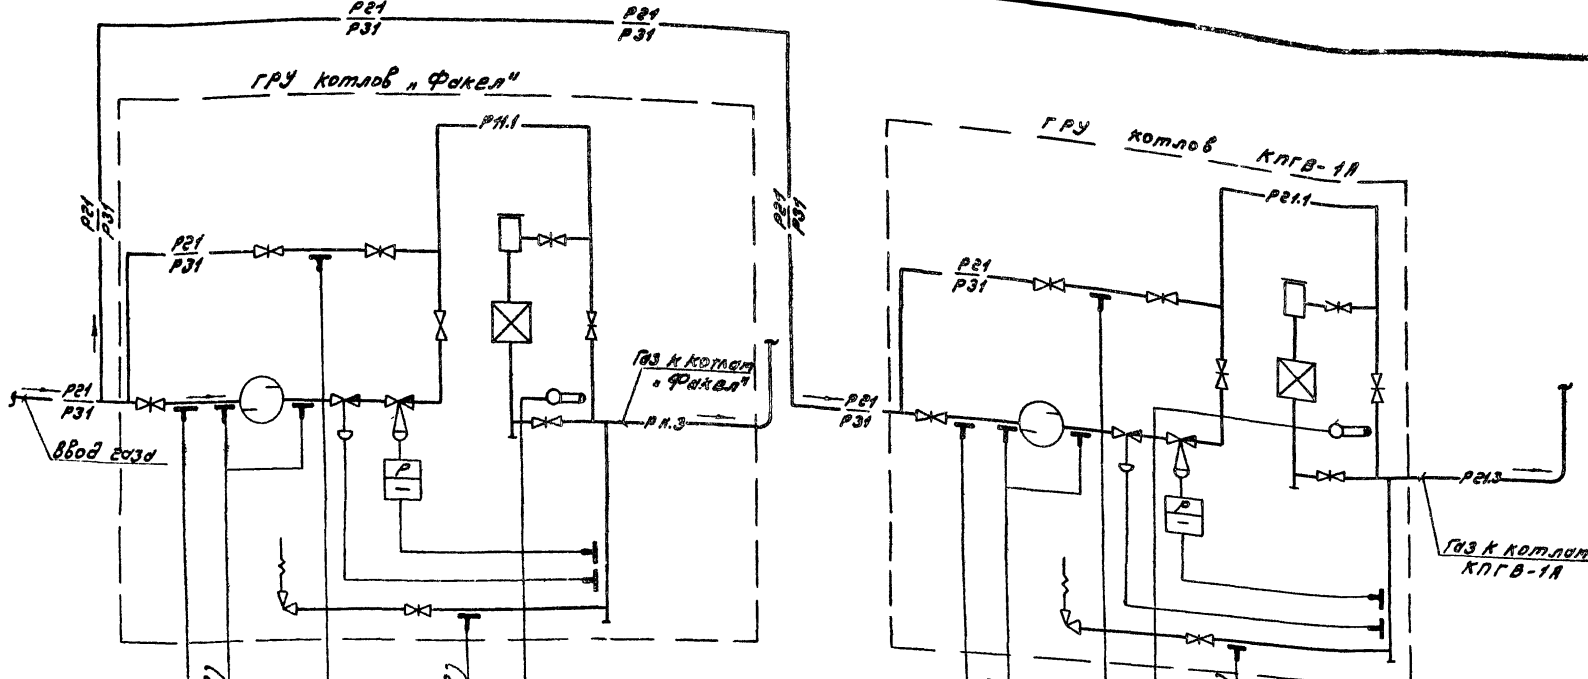 Р21
Р31
Р21
Р31
ГРУ котлов „Факел"
Р11.1
ГРУ котлов КПГВ-1А
Р21.1
Р21
Р31
Р21
Р31
Р21
Р31
Р21
Р31
Газ к котлам
„Факел"
Р21
Р31
Р11.3
Р21
Р31
Ввод газа
Р
Р
Р21.3
Газ к котлам
КПГВ-1А